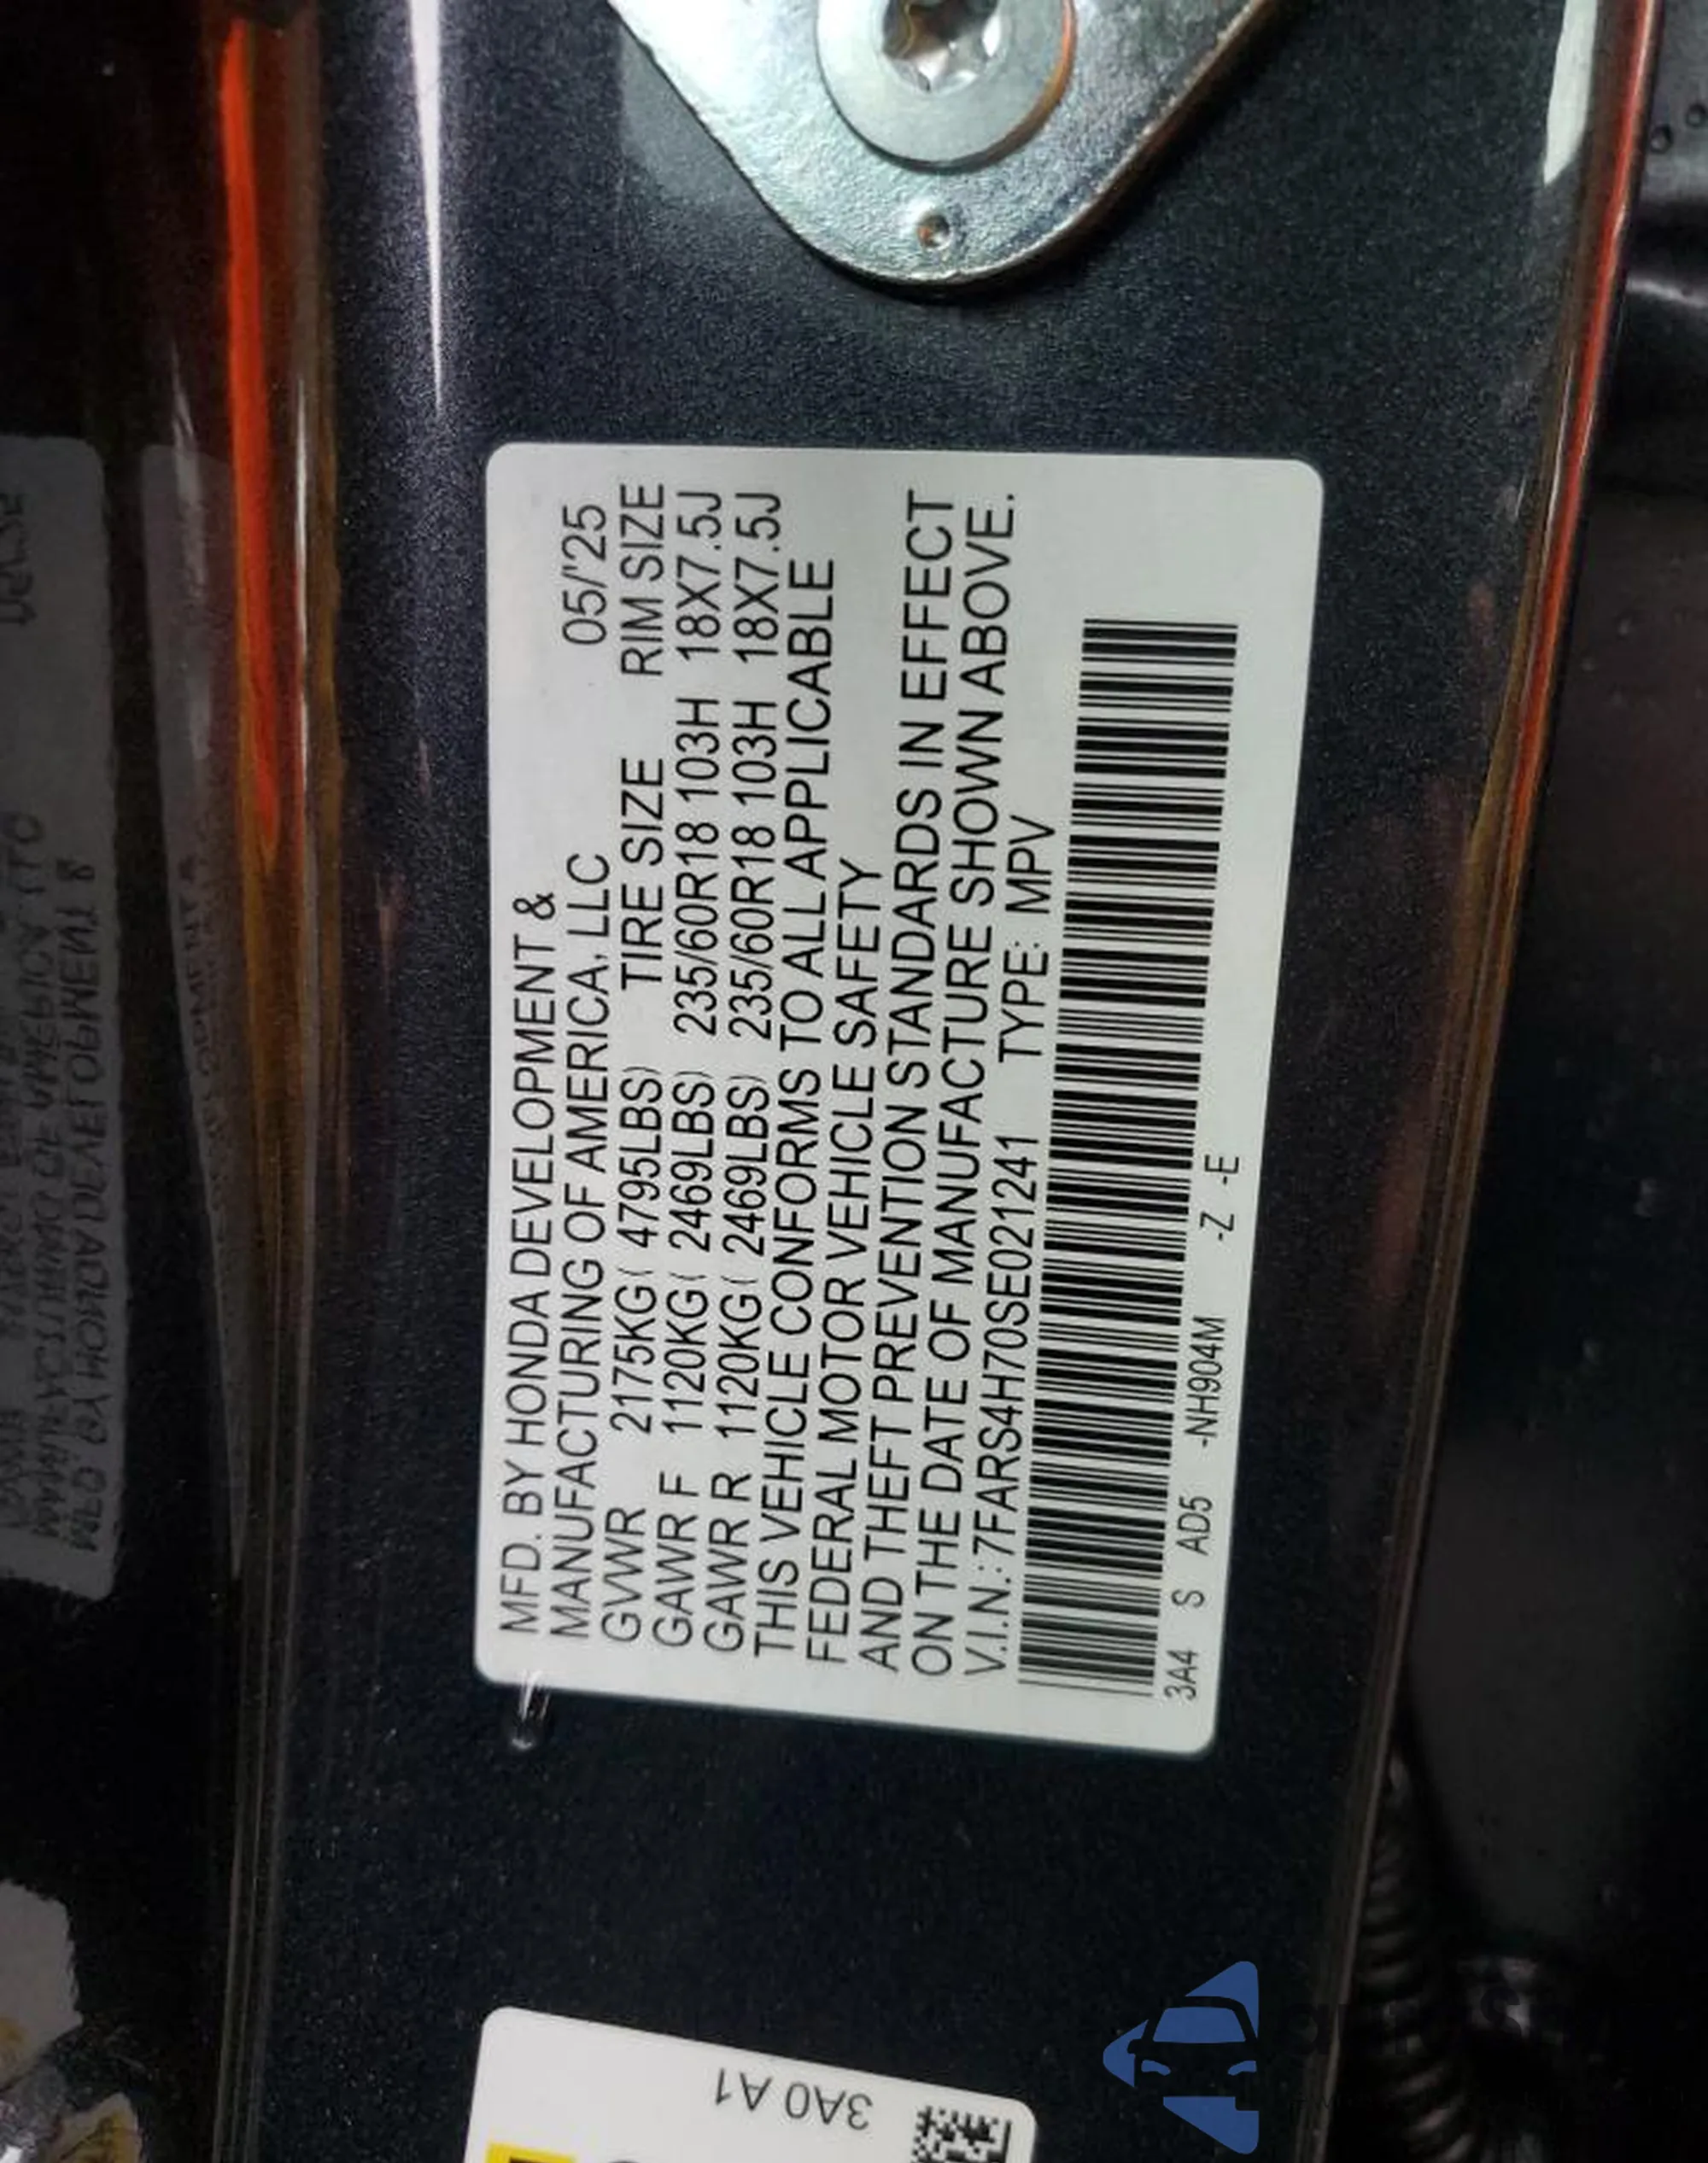 MFD. BY HONDA DEVELOPMENT &
MANUFACTURING OF AMERICA, LLC 05/'25
GVWR 2175KG( 4795LBS) TIRE SIZE RIM SIZE
GAWR F 1120KG( 2469LBS) 235/60R18 103H 18X7.5J
GAWR R 1120KG( 2469LBS) 235/60R18 103H 18X7.5J
THIS VEHICLE CONFORMS TO ALL APPLICABLE
FEDERAL MOTOR VEHICLE SAFETY
AND THEFT PREVENTION STANDARDS IN EFFECT
ON THE DATE OF MANUFACTURE SHOWN ABOVE.
V.I.N.:7FARS4H70SE021241 TYPE: MPV
3A4 S AD5 -NH904M -Z -E
3A0 A1